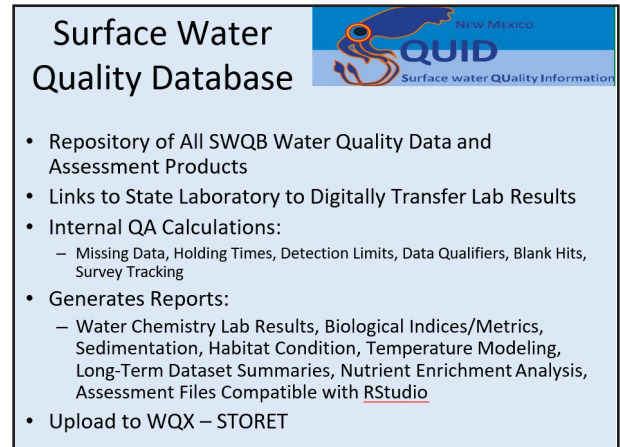 Surface Water
Quality Database
NEW MEXICO
SQUID
Surface water QUality Information
• Repository of All SWQB Water Quality Data and
Assessment Products
• Links to State Laboratory to Digitally Transfer Lab Results
• Internal QA Calculations:
– Missing Data, Holding Times, Detection Limits, Data Qualifiers, Blank Hits,
Survey Tracking
• Generates Reports:
– Water Chemistry Lab Results, Biological Indices/Metrics,
Sedimentation, Habitat Condition, Temperature Modeling,
Long-Term Dataset Summaries, Nutrient Enrichment Analysis,
Assessment Files Compatible with RStudio
• Upload to WQX – STORET